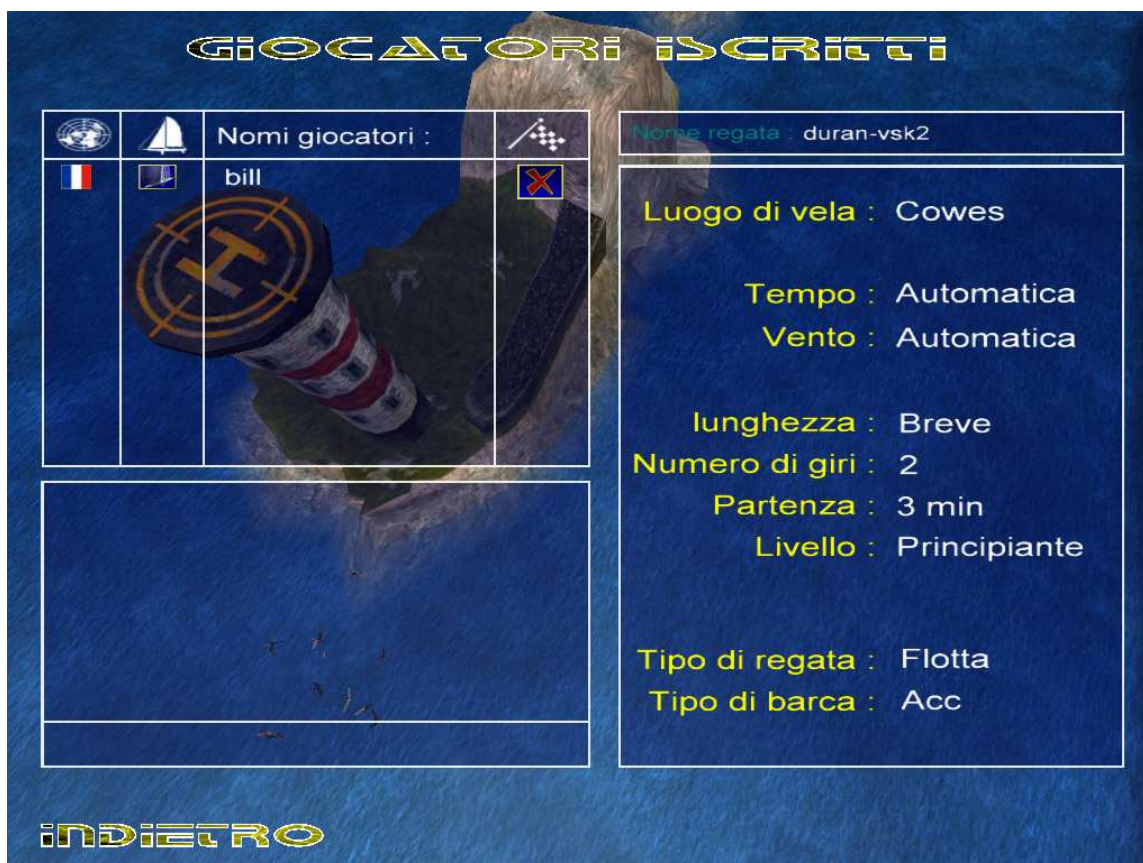 GIOCATORI ISCRITTI
Nomi giocatori :
bill
H
Nome regata : duran-vsk2
Luogo di vela : Cowes
Tempo : Automatica
Vento : Automatica
lunghezza : Breve
Numero di giri : 2
Partenza : 3 min
Livello : Principiante
Tipo di regata : Flotta
Tipo di barca : Acc
INDIETRO